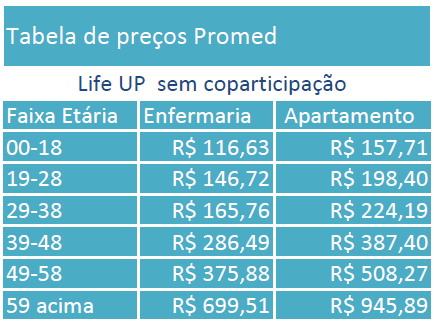 Tabela de preços Promed
Life UP sem coparticipação
Faixa Etária Enfermaria Apartamento
00-18 R$ 116,63 R$ 157,71
19-28 R$ 146,72 R$ 198,40
29-38 R$ 165,76 R$ 224,19
39-48 R$ 286,49 R$ 387,40
49-58 R$ 375,88 R$ 508,27
59 acima R$ 699,51 R$ 945,89